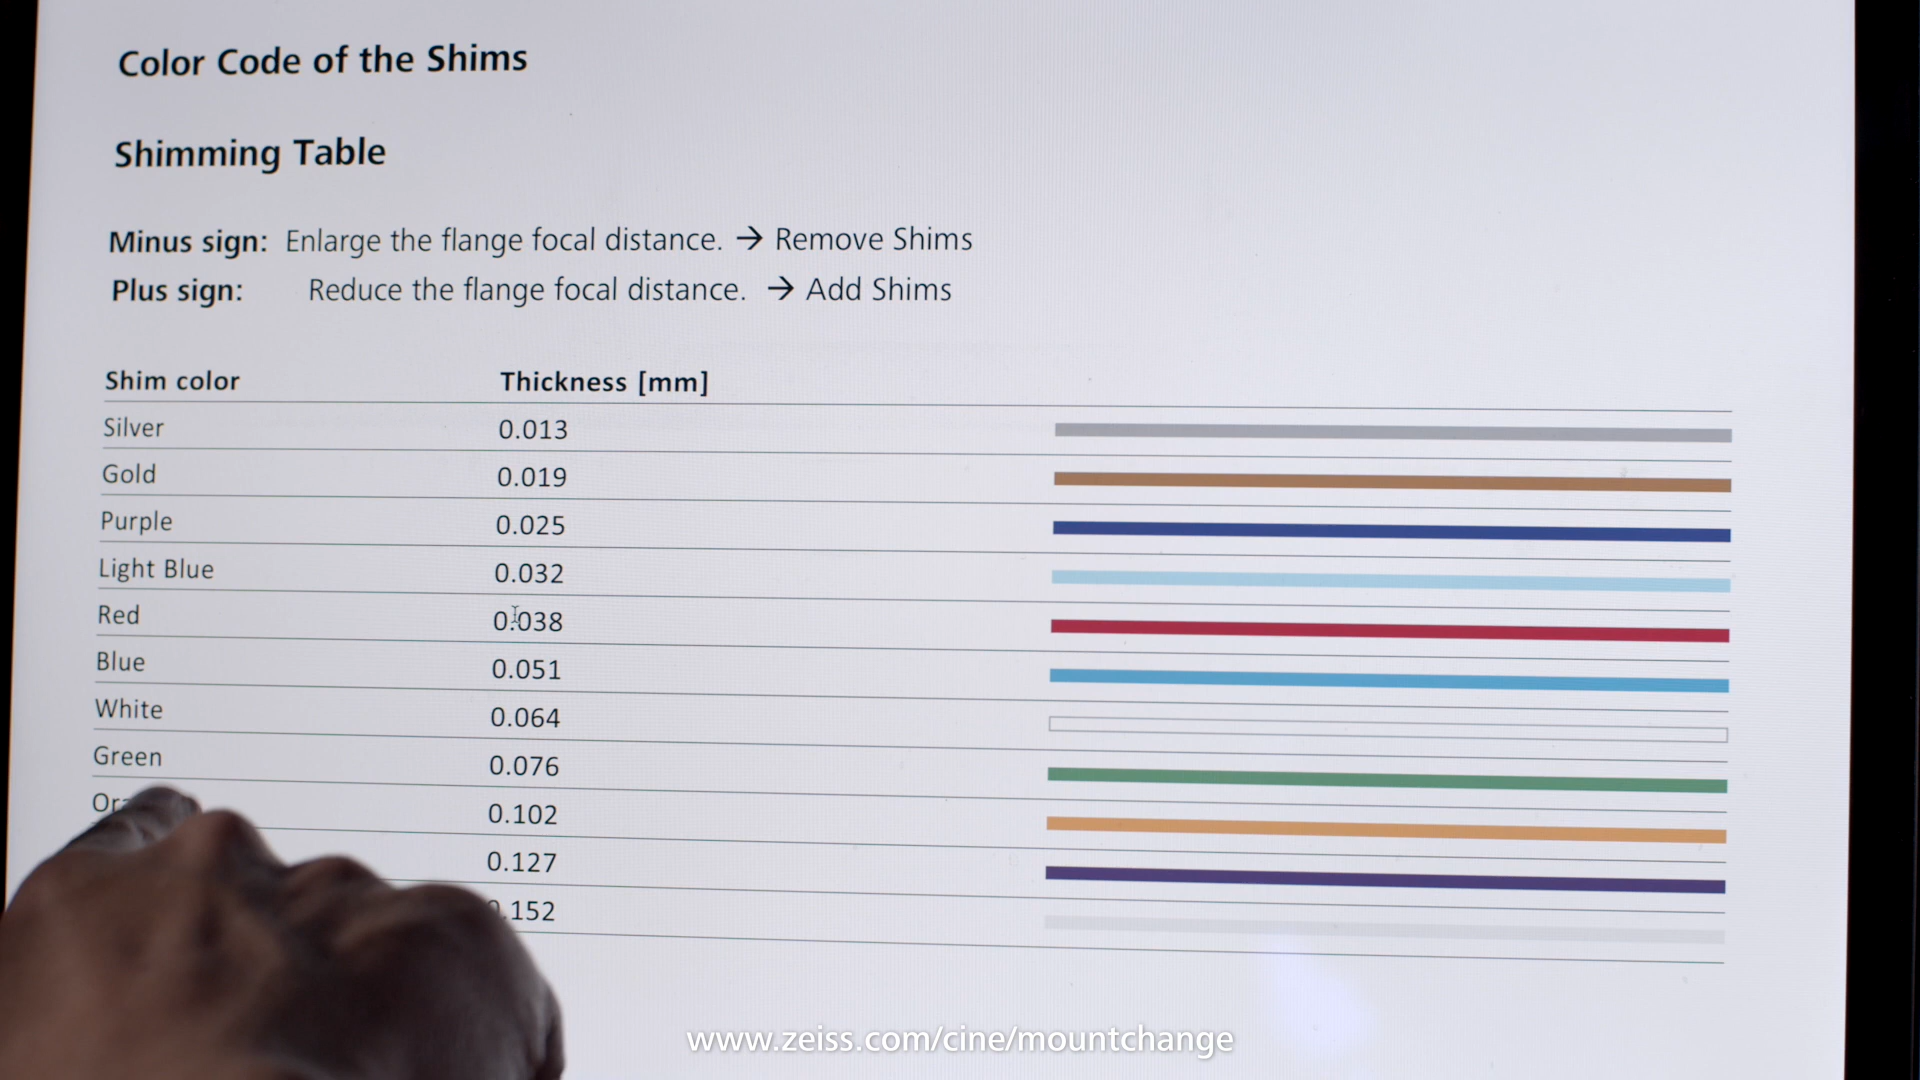 Color Code of the Shims
Shimming Table
Minus sign: Enlarge the flange focal distance. → Remove Shims
Plus sign: Reduce the flange focal distance. → Add Shims
Shim color Thickness [mm]
Silver 0.013
Gold 0.019
Purple 0.025
Light Blue 0.032
Red 0.038
Blue 0.051
White 0.064
Green 0.076
0.102
0.127
0.152
www.zeiss.com/cine/mountchange